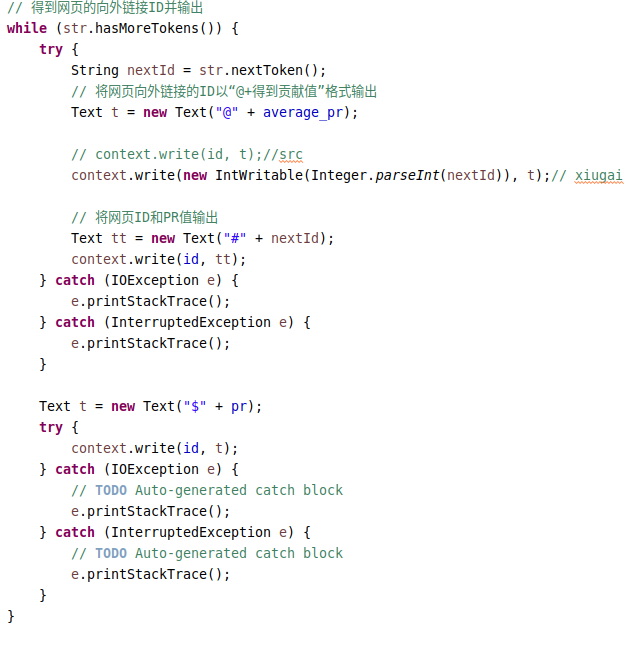 // 得到网页的向外链接ID并输出
while (str.hasMoreTokens()) {
    try {
        String nextId = str.nextToken();
        // 将网页向外链接的ID以“@+得到贡献值”格式输出
        Text t = new Text("@" + average_pr);

        // context.write(id, t);//src
        context.write(new IntWritable(Integer.parseInt(nextId)), t);// xiugai

        // 将网页ID和PR值输出
        Text tt = new Text("#" + nextId);
        context.write(id, tt);
    } catch (IOException e) {
        e.printStackTrace();
    } catch (InterruptedException e) {
        e.printStackTrace();
    }

    Text t = new Text("$" + pr);
    try {
        context.write(id, t);
    } catch (IOException e) {
        // TODO Auto-generated catch block
        e.printStackTrace();
    } catch (InterruptedException e) {
        // TODO Auto-generated catch block
        e.printStackTrace();
    }
}